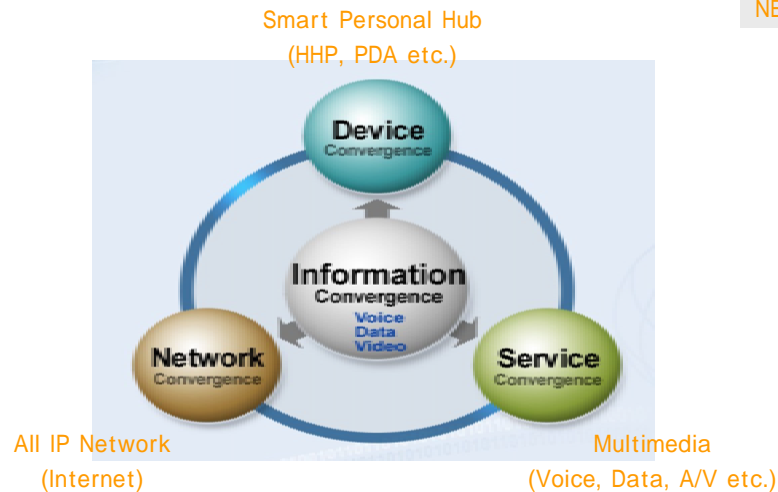 Smart Personal Hub
(HHP, PDA etc.)
Device
Convergence
Information
Convergence
Voice
Data
Video
Network
Convergence
Service
Convergence
All IP Network
(Internet)
Multimedia
(Voice, Data, A/V etc.)